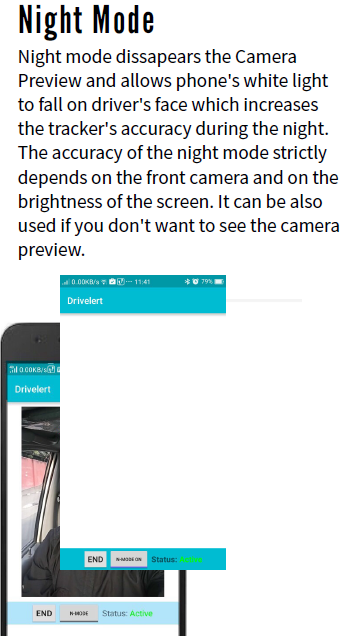 Night Mode
Night mode dissapears the Camera
Preview and allows phone's white light
to fall on driver's face which increases
the tracker's accuracy during the night.
The accuracy of the night mode strictly
depends on the front camera and on the
brightness of the screen. It can be also
used if you don't want to see the camera
preview.
0.00KB/s 11:41 79%
Drivelert
0.00KB/s
Drivelert
END N-MODE ON Status: Active
END N-MODE Status: Active